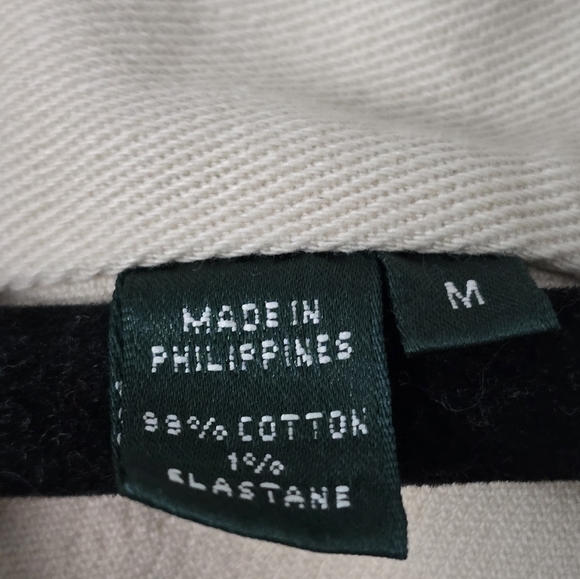 MADE IN
PHILIPPINES
99% COTTON
1%
ELASTANE
M